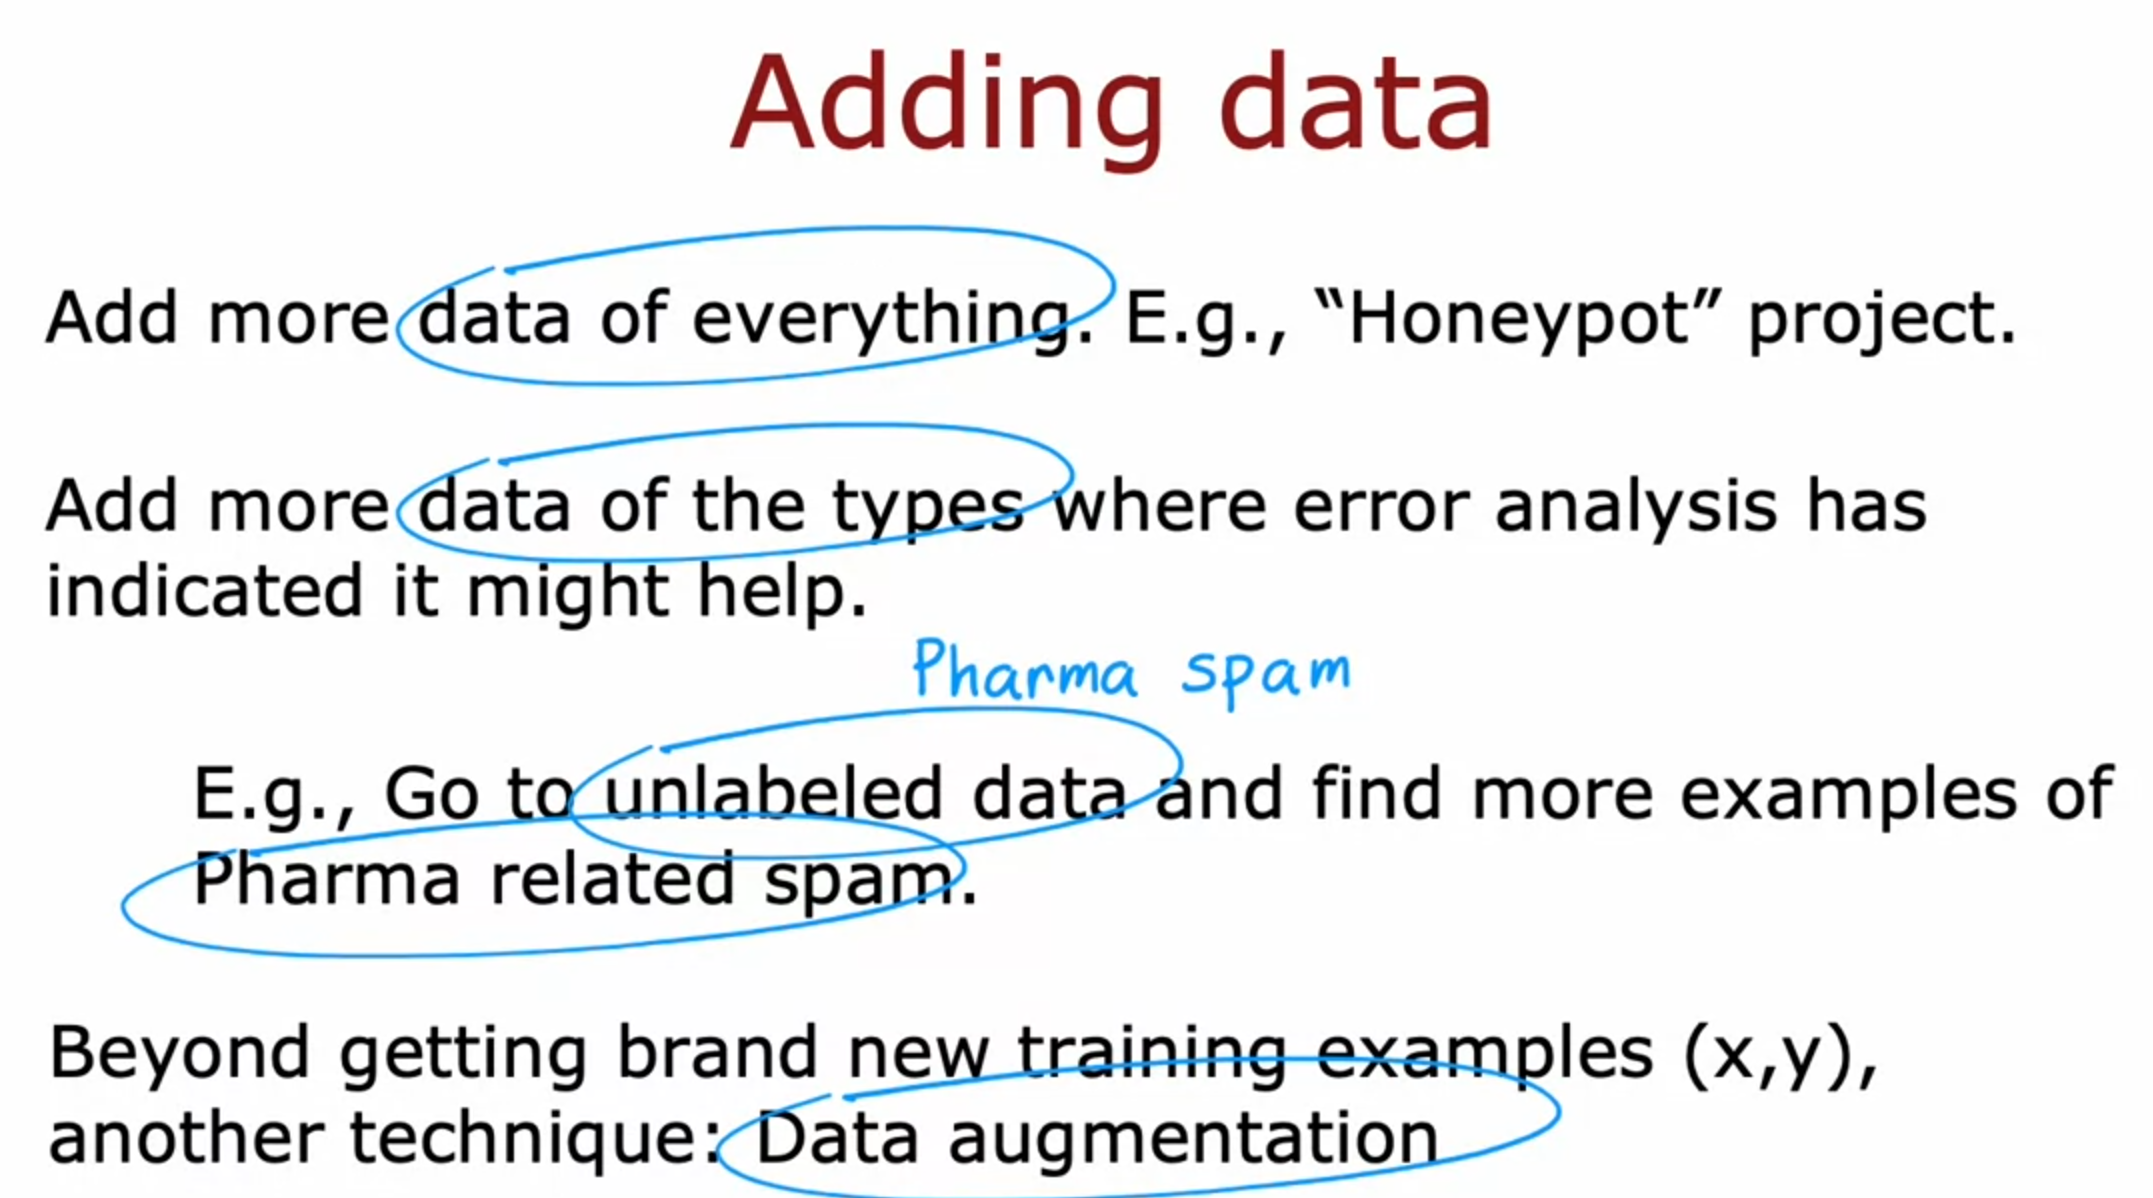 Adding data
Add more data of everything. E.g., “Honeypot” project.
Add more data of the types where error analysis has
indicated it might help.
Pharma spam
E.g., Go to unlabeled data and find more examples of
Pharma related spam.
Beyond getting brand new training examples (x,y),
another technique: Data augmentation